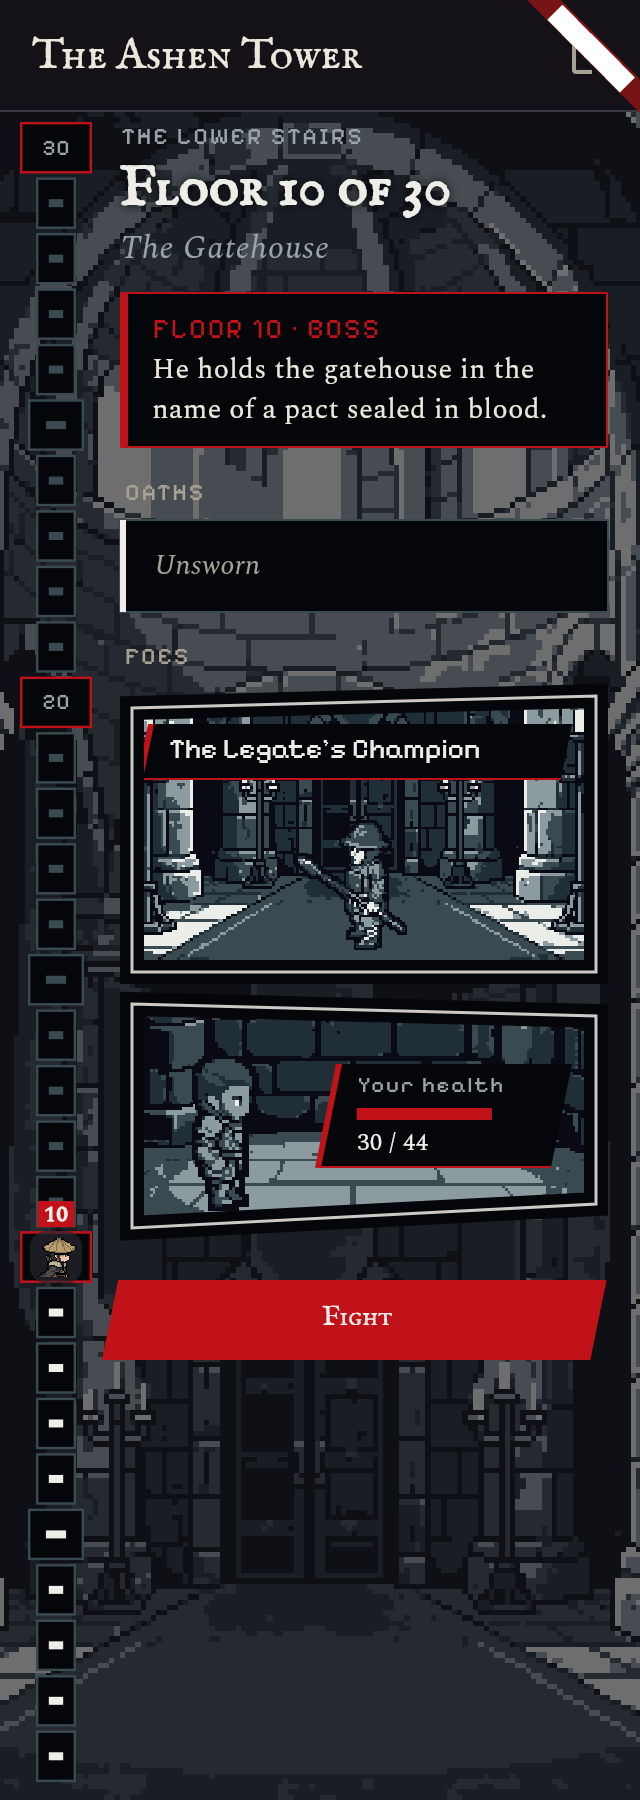 The Ashen Tower
30
THE LOWER STAIRS
Floor 10 of 30
The Gatehouse
FLOOR 10 · BOSS
He holds the gatehouse in the
name of a pact sealed in blood.
OATHS
Unsworn
FOES
20
The Legate's Champion
Your health
30 / 44
10
Fight